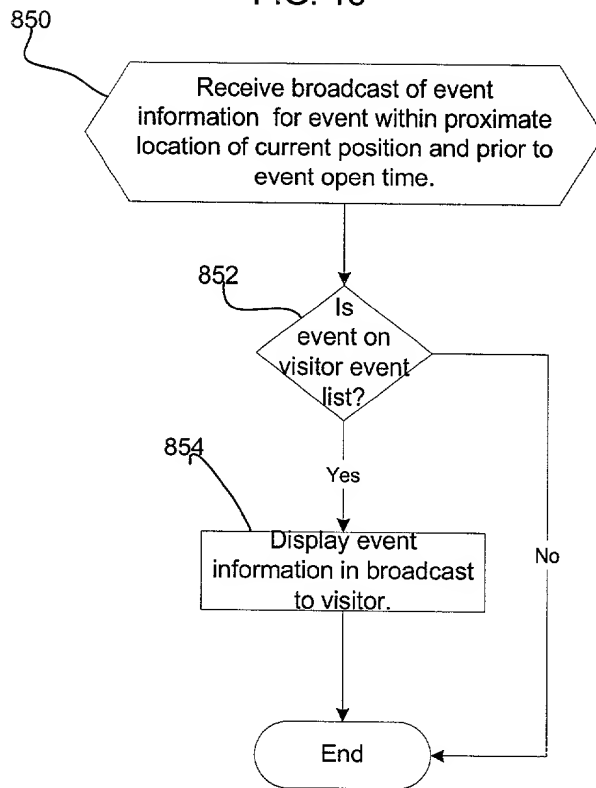 850
Receive broadcast of event
information for event within proximate
location of current position and prior to
event open time.
852
Is
event on
visitor event
list?
854
Yes
Display event
information in broadcast
to visitor.
No
End